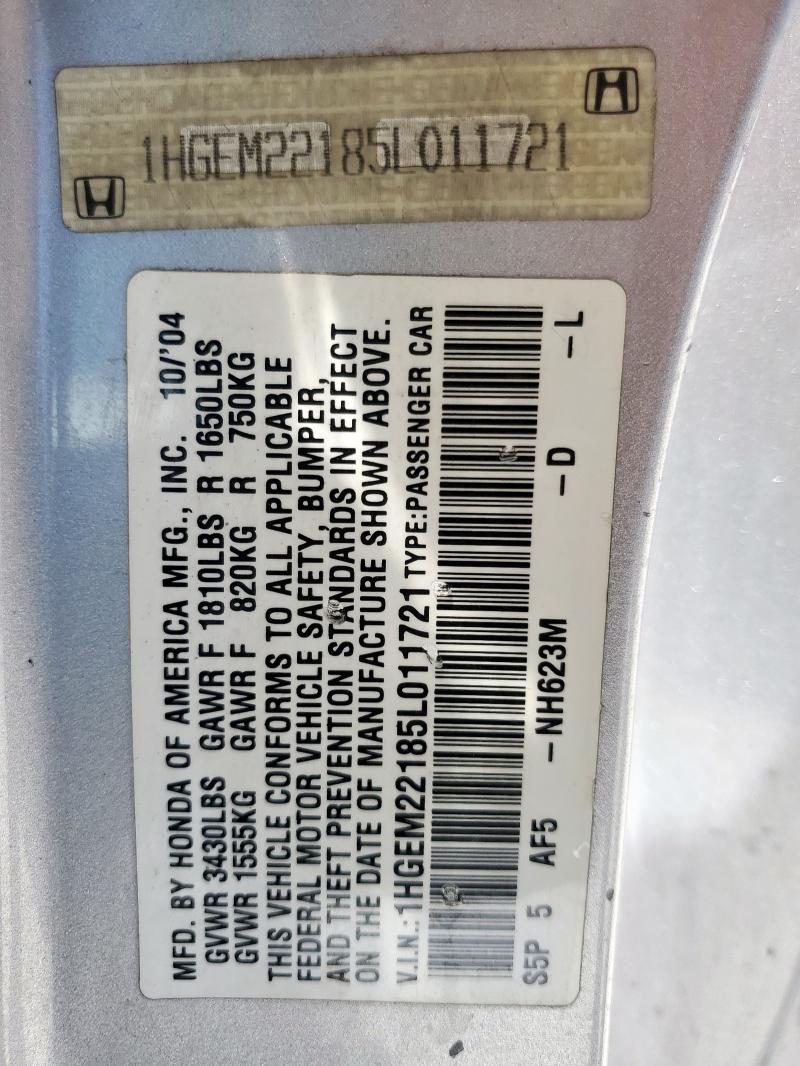 1HGEM22185L011721
MFD. BY HONDA OF AMERICA MFG., INC. 10/'04
GVWR 3430LBS GAWR F 1810LBS R 1650LBS
GVWR 1555KG GAWR F 820KG R 750KG
THIS VEHICLE CONFORMS TO ALL APPLICABLE
FEDERAL MOTOR VEHICLE SAFETY, BUMPER,
AND THEFT PREVENTION STANDARDS IN EFFECT
ON THE DATE OF MANUFACTURE SHOWN ABOVE.
V.I.N.:1HGEM22185L011721 TYPE:PASSENGER CAR
S5P 5 AF5 -NH623M -D -L